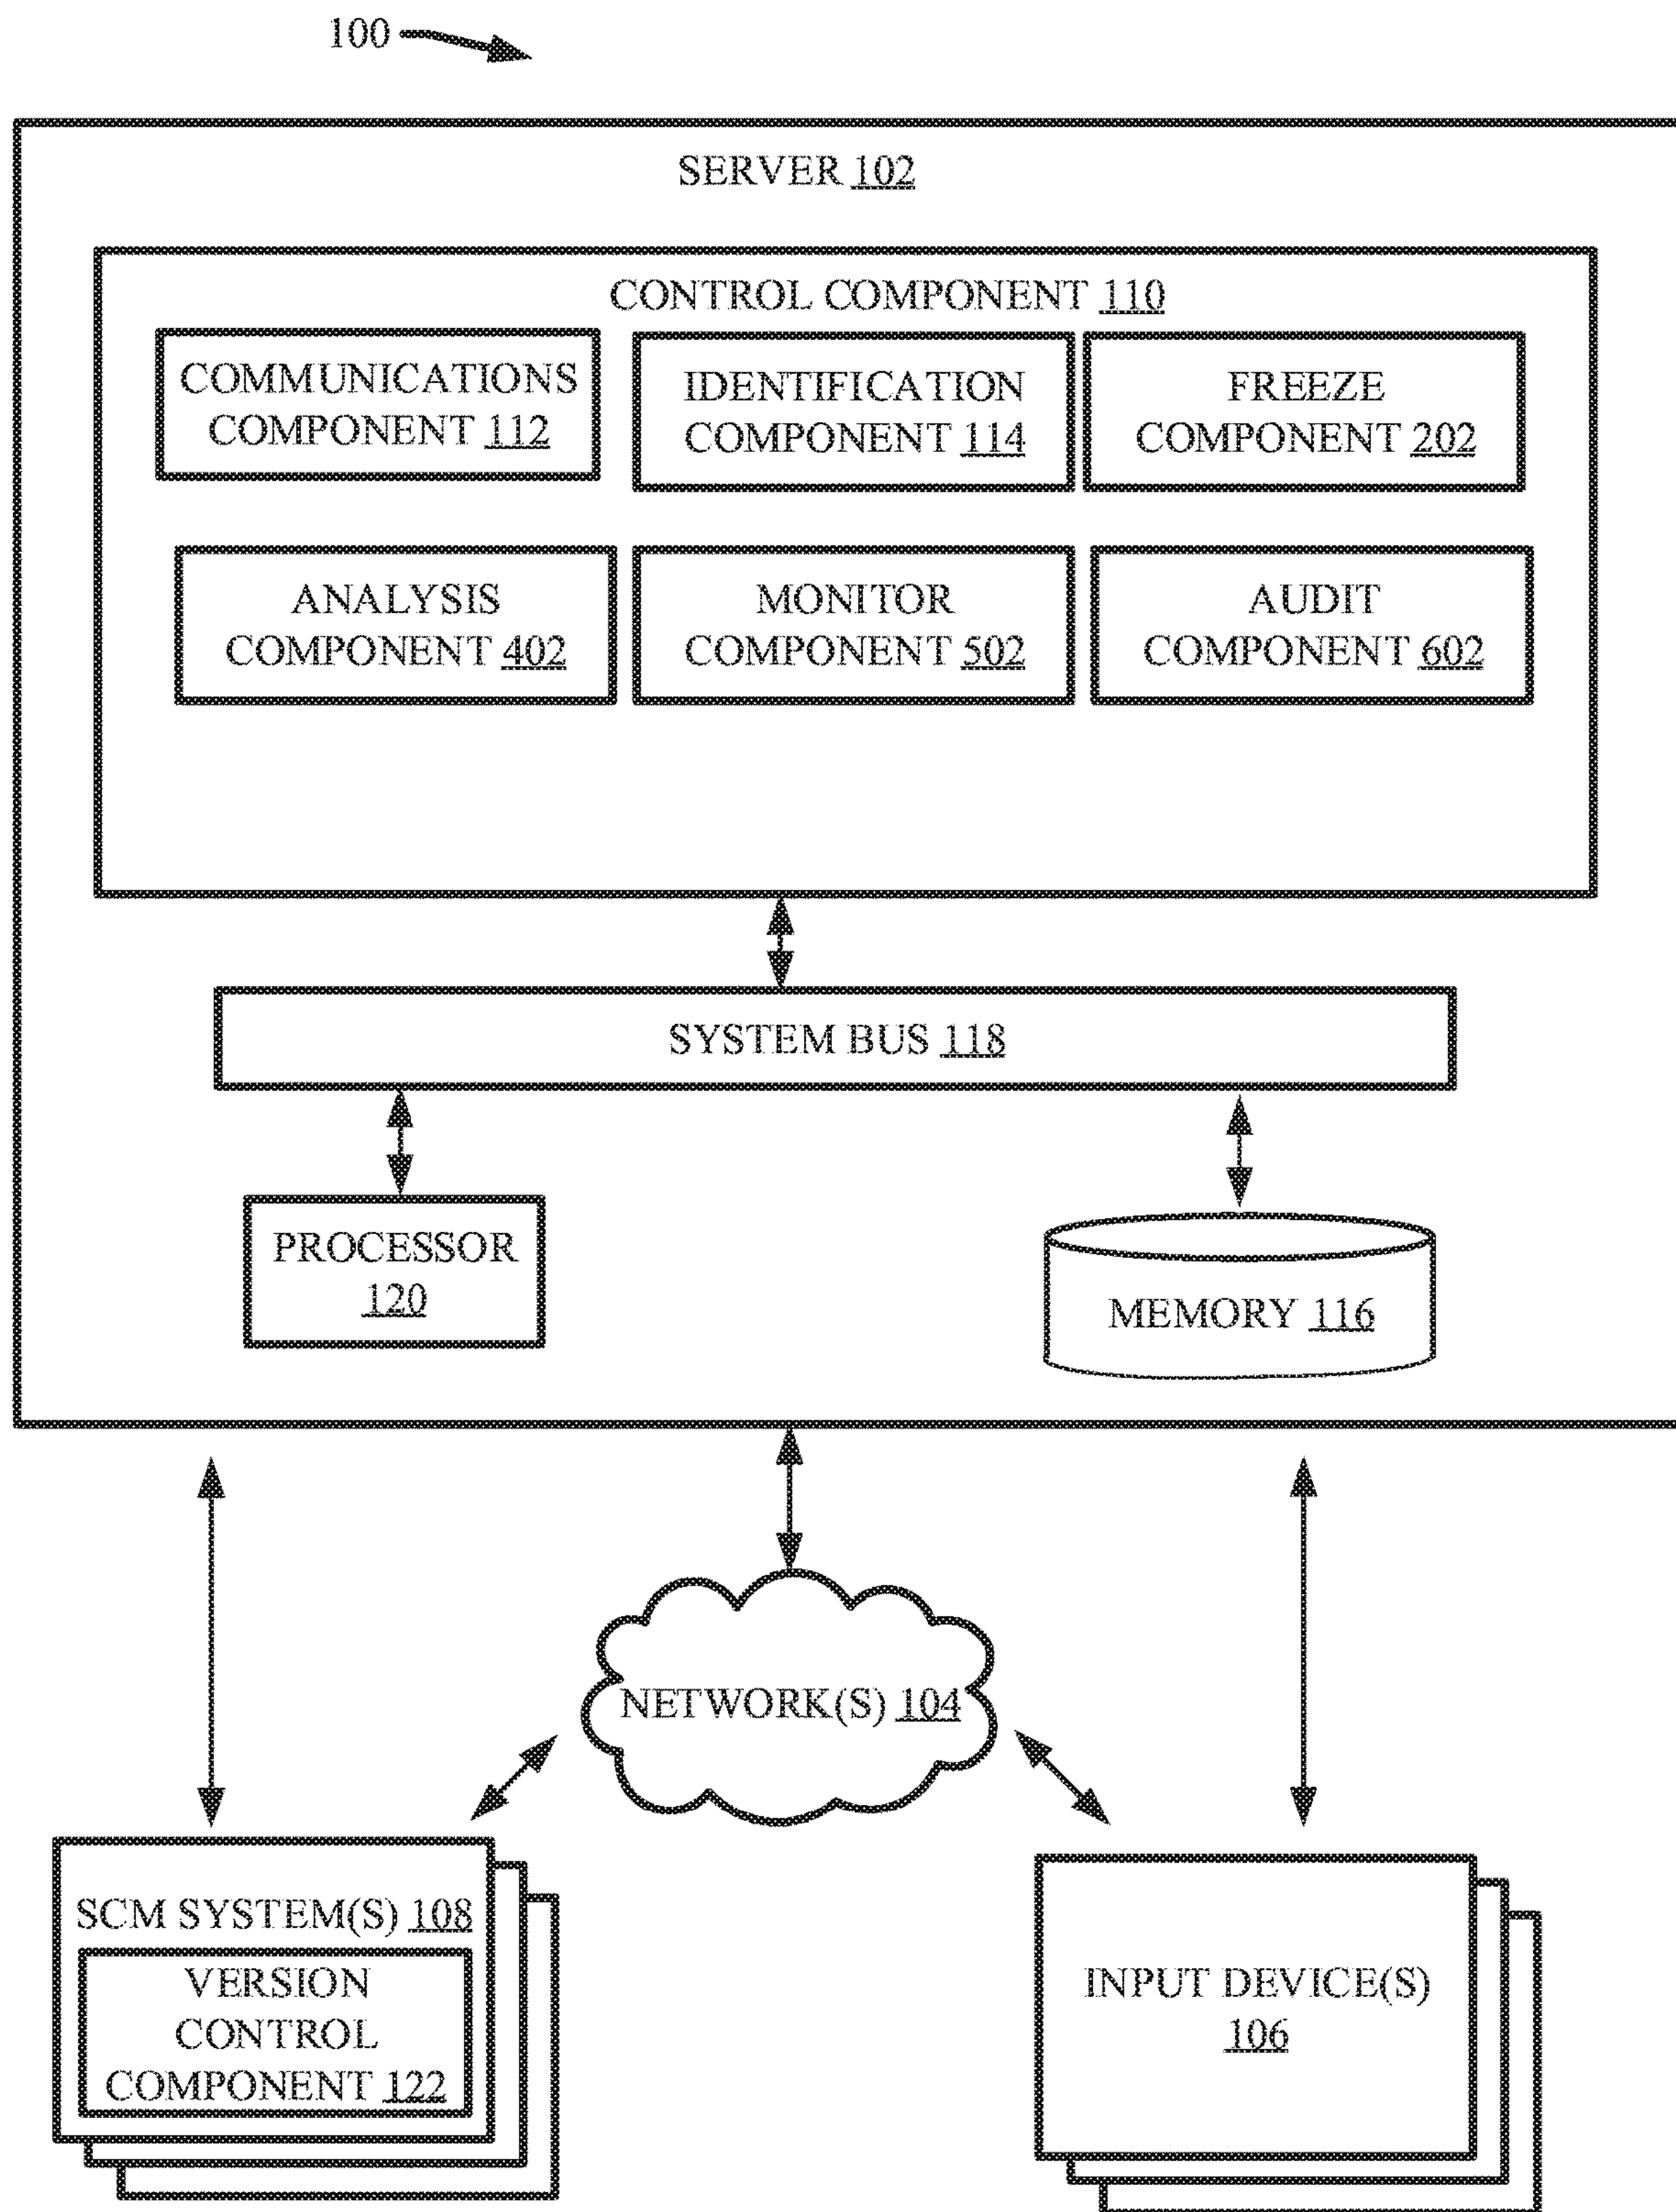 100
SERVER 102
CONTROL COMPONENT 110
COMMUNICATIONS
COMPONENT 112
IDENTIFICATION
COMPONENT 114
FREEZE
COMPONENT 202
ANALYSIS
COMPONENT 402
MONITOR
COMPONENT 502
AUDIT
COMPONENT 602
SYSTEM BUS 118
PROCESSOR
120
MEMORY 116
NETWORK(S) 104
SCM SYSTEM(S) 108
VERSION
CONTROL
COMPONENT 122
INPUT DEVICE(S)
106